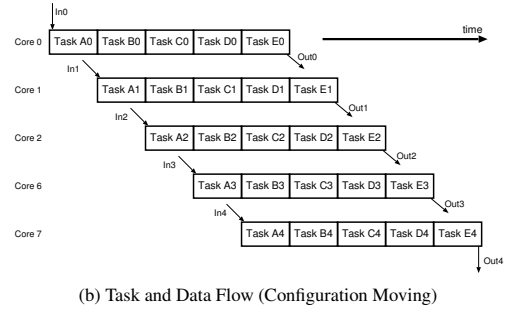 In0
time
Core 0 Task A0 Task B0 Task C0 Task D0 Task E0
Out0
In1
Core 1 Task A1 Task B1 Task C1 Task D1 Task E1
Out1
In2
Core 2 Task A2 Task B2 Task C2 Task D2 Task E2
Out2
In3
Core 6 Task A3 Task B3 Task C3 Task D3 Task E3
Out3
In4
Core 7 Task A4 Task B4 Task C4 Task D4 Task E4
Out4
(b) Task and Data Flow (Configuration Moving)